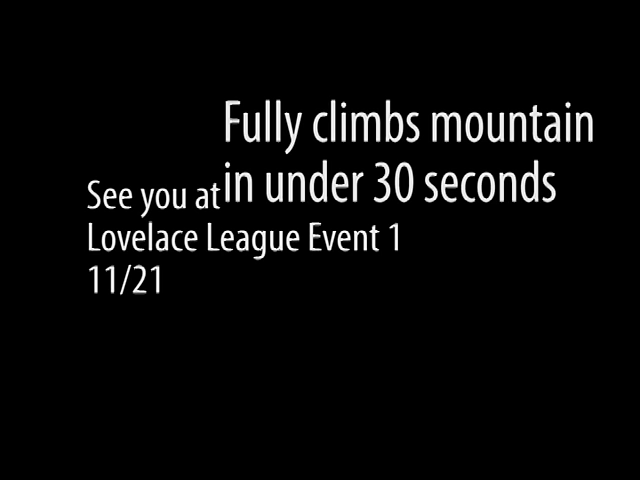 Fully climbs mountain
in under 30 seconds
See you at
Lovelace League Event 1
11/21